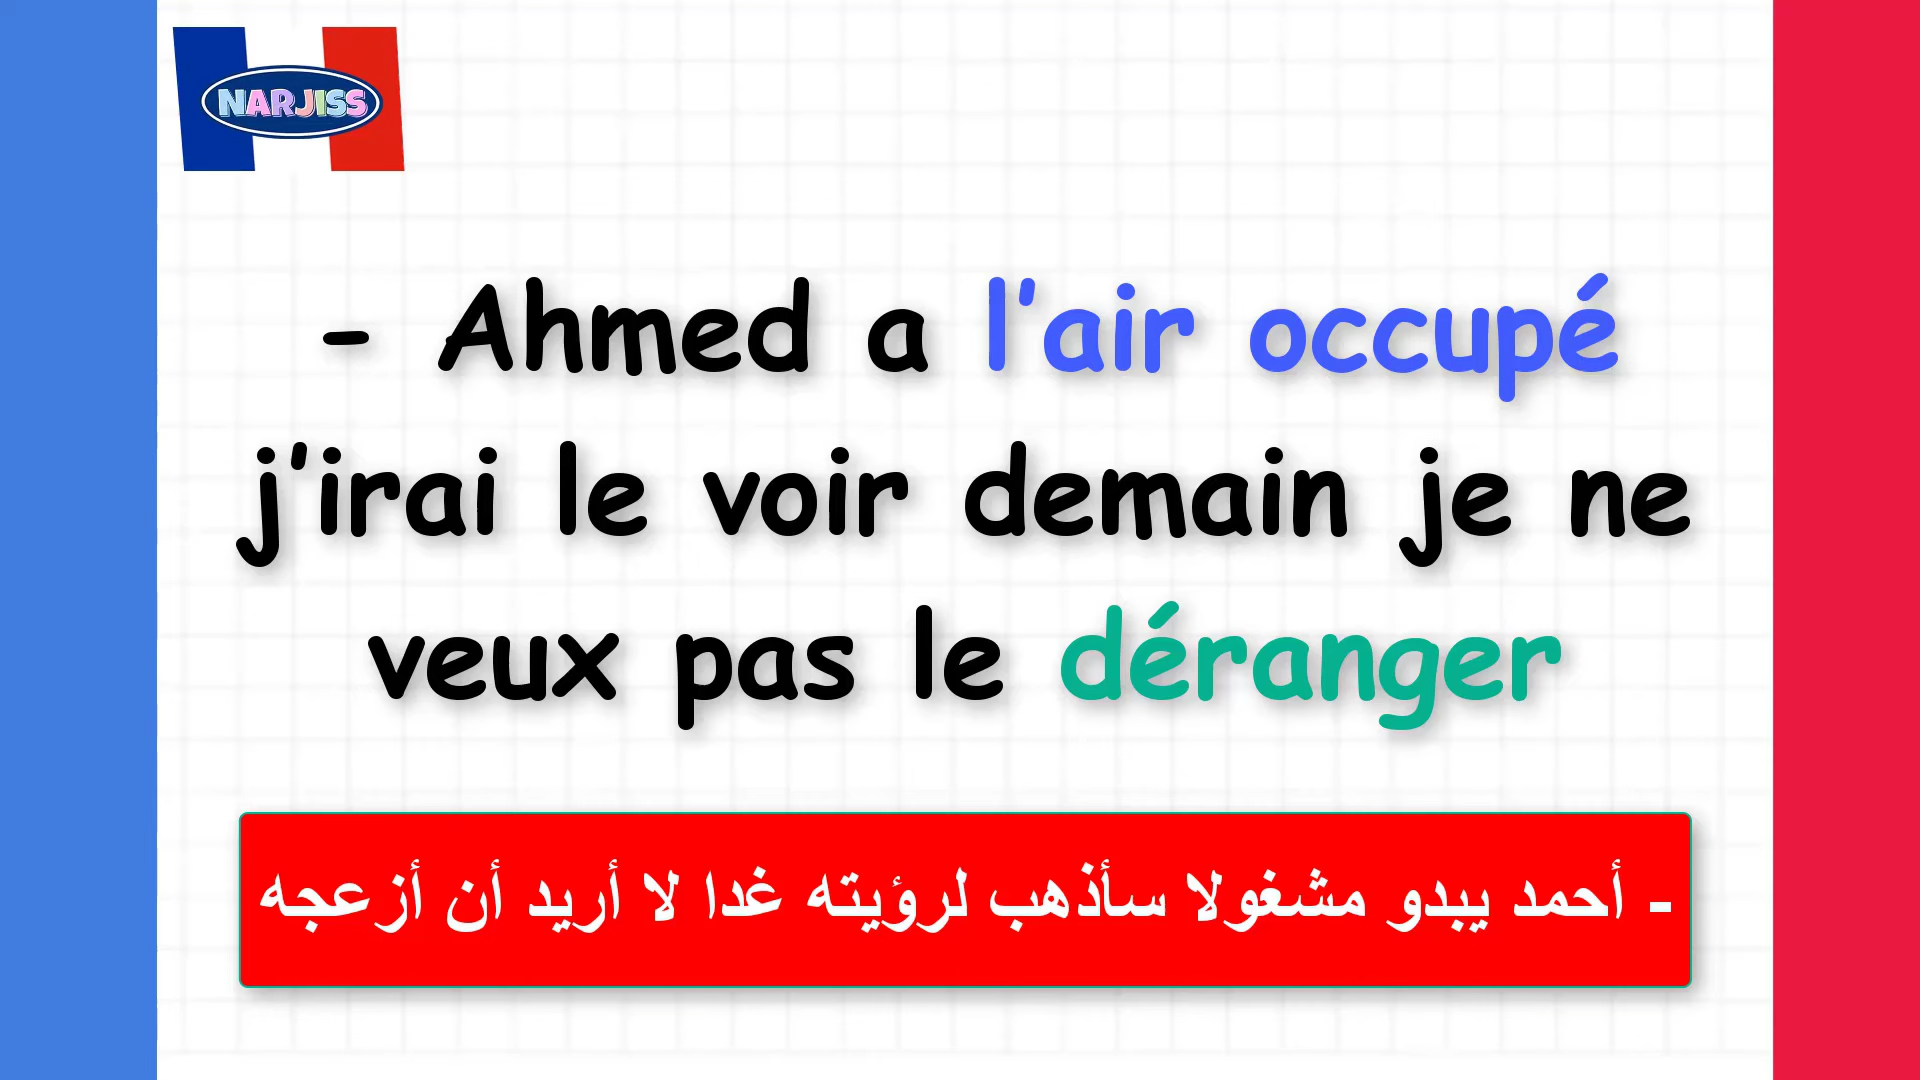 NARJISS
- Ahmed a l’air occupé
j’irai le voir demain je ne
veux pas le déranger
- أحمد يبدو مشغولا سأذهب لرؤيته غدا لا أريد أن أزعجه